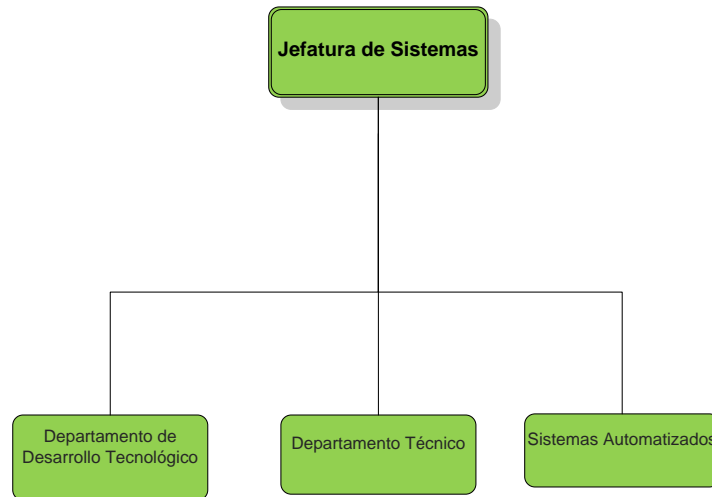 Jefatura de Sistemas
Departamento de
Desarrollo Tecnológico
Departamento Técnico
Sistemas Automatizados